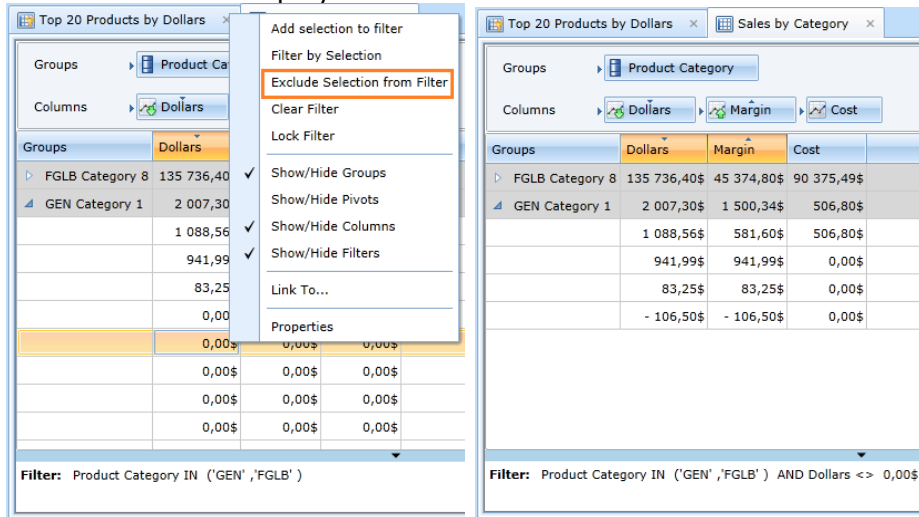 Top 20 Products by Dollars ×
Groups Product Ca
Columns Dollars
Groups Dollars
FGLB Category 8 135 736,40
GEN Category 1 2 007,30
1 088,56
941,99
83,25
0,00
0,00$ 0,00$ 0,00$
0,00$ 0,00$ 0,00$
0,00$ 0,00$ 0,00$
0,00$ 0,00$ 0,00$
Filter: Product Category IN ('GEN' ,'FGLB' )
Add selection to filter
Filter by Selection
Exclude Selection from Filter
Clear Filter
Lock Filter
✓ Show/Hide Groups
Show/Hide Pivots
✓ Show/Hide Columns
✓ Show/Hide Filters
Link To...
Properties
Top 20 Products by Dollars × Sales by Category ×
Groups Product Category
Columns Dollars Margin Cost
Groups Dollars Margin Cost
FGLB Category 8 135 736,40$ 45 374,80$ 90 375,49$
GEN Category 1 2 007,30$ 1 500,34$ 506,80$
1 088,56$ 581,60$ 506,80$
941,99$ 941,99$ 0,00$
83,25$ 83,25$ 0,00$
- 106,50$ - 106,50$ 0,00$
Filter: Product Category IN ('GEN' ,'FGLB' ) AND Dollars <> 0,00$